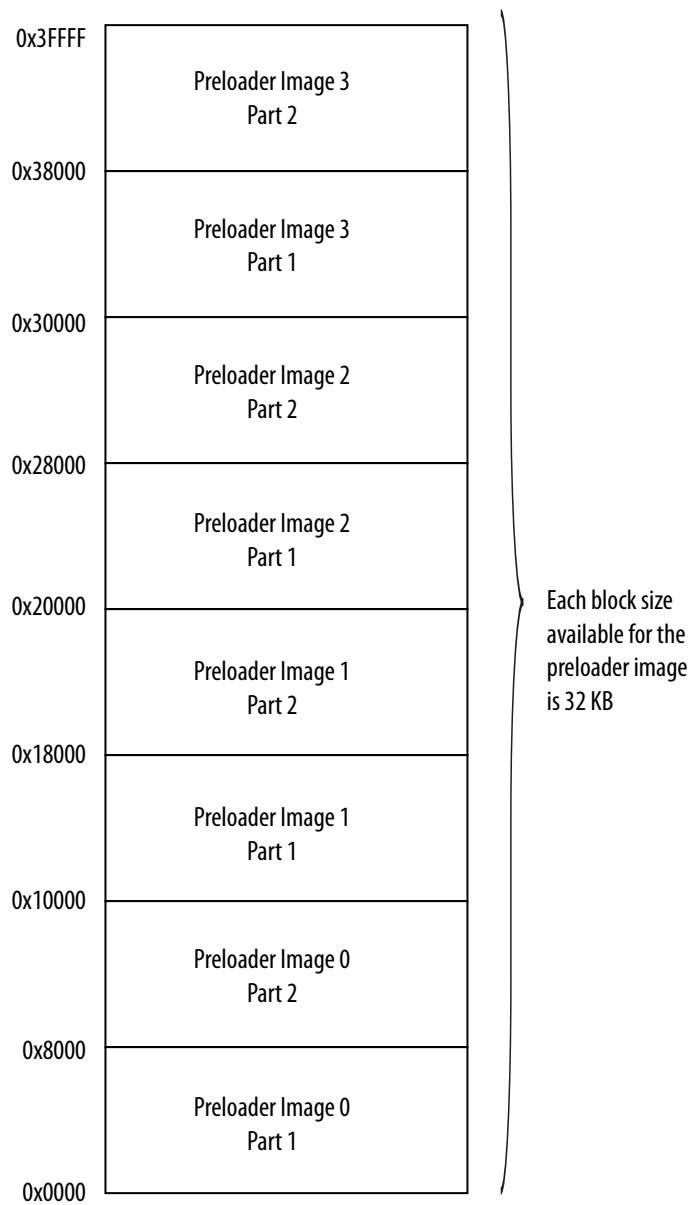 0x3FFFF
Preloader Image 3
Part 2
0x38000
Preloader Image 3
Part 1
0x30000
Preloader Image 2
Part 2
0x28000
Preloader Image 2
Part 1
0x20000
Preloader Image 1
Part 2
0x18000
Preloader Image 1
Part 1
0x10000
Preloader Image 0
Part 2
0x8000
Preloader Image 0
Part 1
0x0000
Each block size
available for the
preloader image
is 32 KB